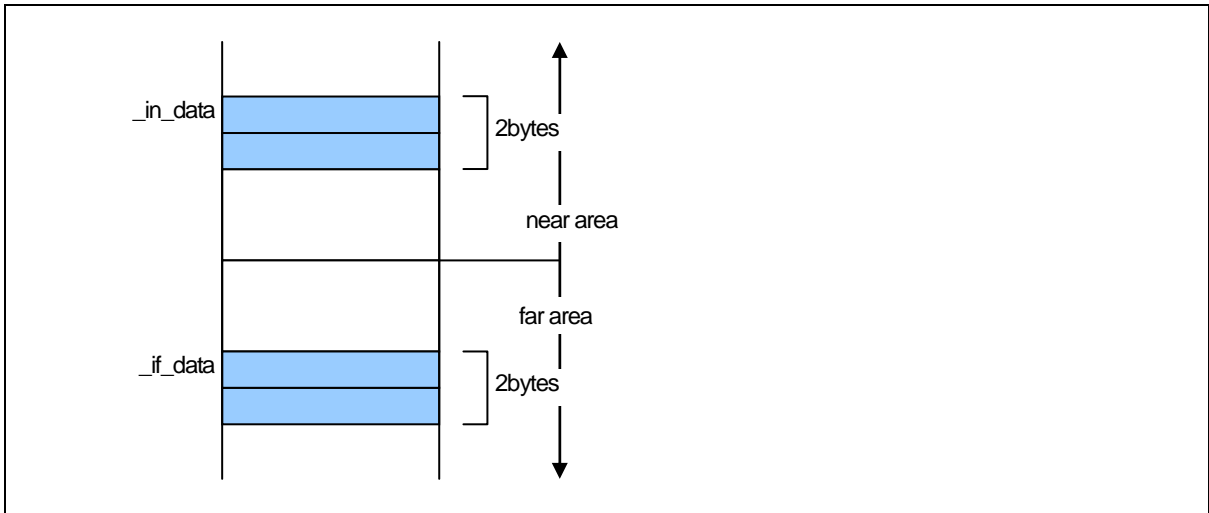 _in_data
2bytes
near area
far area
_if_data
2bytes